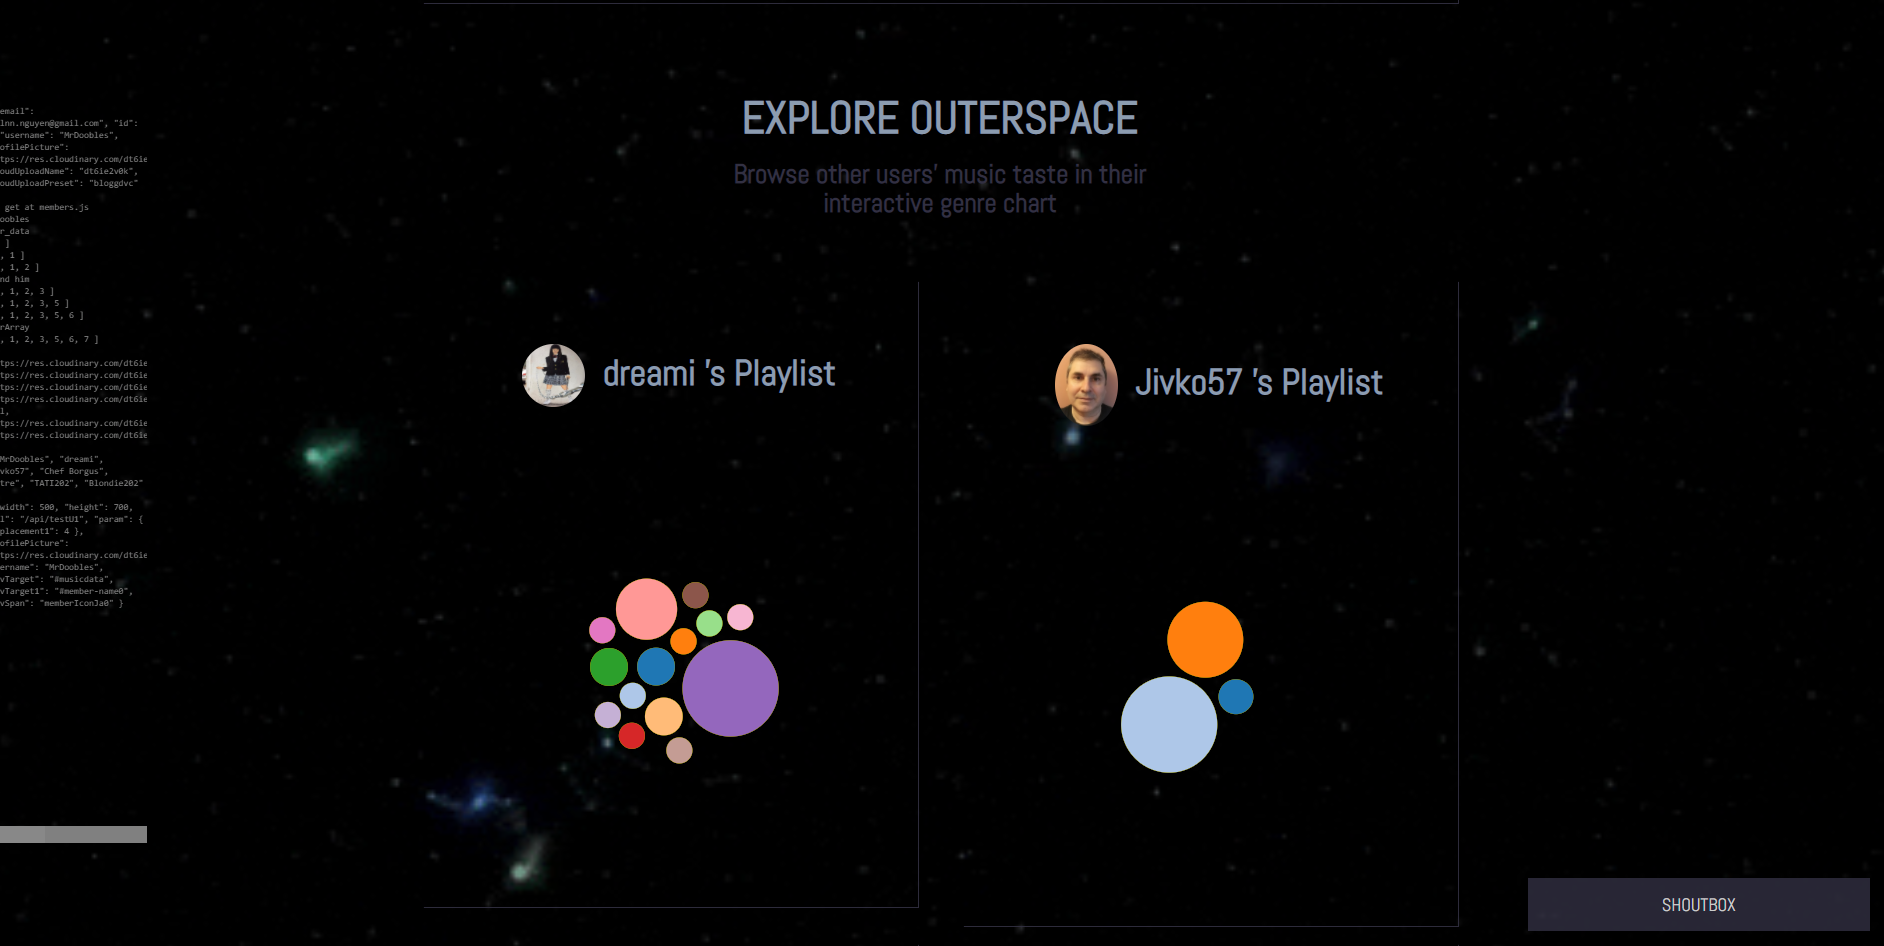 email":
lnn.nguyen@gmail.com", "id":
"username": "MrDoobles",
ofilePicture":
tps://res.cloudinary.com/dt6ie
oudUploadName": "dt6ie2v0k",
oudUploadPreset": "bloggdvc"
get at members.js
oobles
r_data
]
, 1 ]
, 1, 2 ]
nd him
, 1, 2, 3 ]
, 1, 2, 3, 5 ]
, 1, 2, 3, 5, 6 ]
rArray
, 1, 2, 3, 5, 6, 7 ]
tps://res.cloudinary.com/dt6ie
tps://res.cloudinary.com/dt6ie
tps://res.cloudinary.com/dt6ie
tps://res.cloudinary.com/dt6ie
l,
tps://res.cloudinary.com/dt6ie
tps://res.cloudinary.com/dt6ie
MrDoobles", "dreami",
vko57", "Chef Borgus",
tre", "TATI202", "Blondie202"
width": 500, "height": 700,
l": "/api/testU1", "param": {
placement1": 4 },
ofilePicture":
tps://res.cloudinary.com/dt6ie
ername": "MrDoobles",
vTarget": "#musicdata",
vTarget1": "#member-name0",
vSpan": "memberIconJa0" }
EXPLORE OUTERSPACE
Browse other users' music taste in their
interactive genre chart
dreami 's Playlist
Jivko57 's Playlist
SHOUTBOX